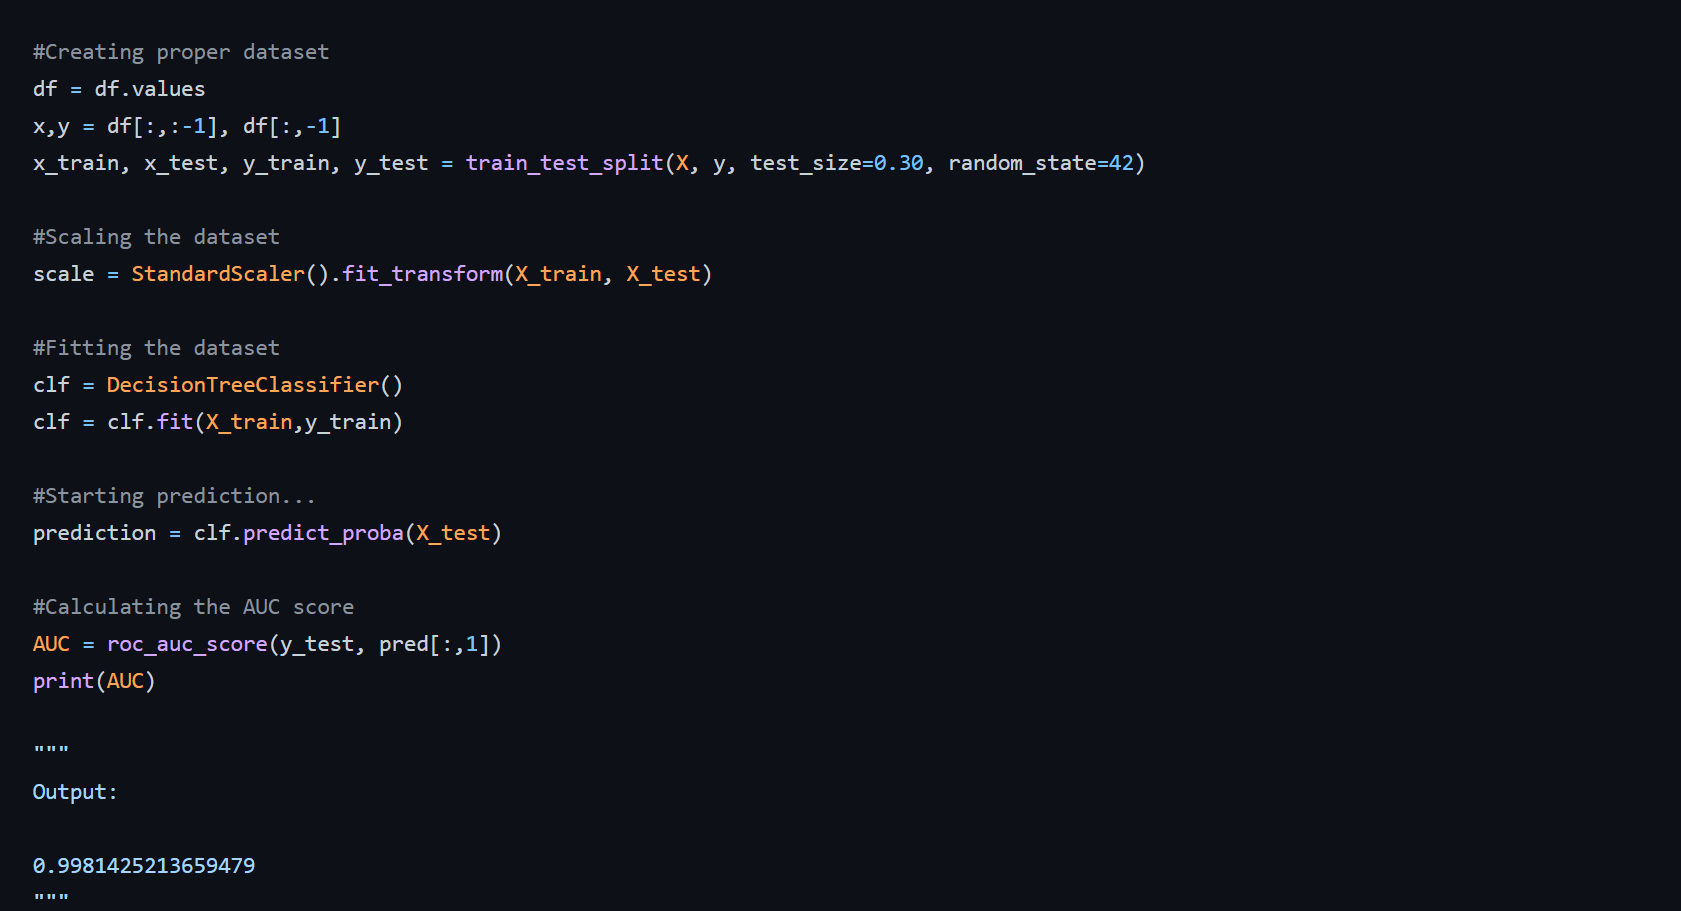 #Creating proper dataset
df = df.values
x,y = df[:,:-1], df[:,-1]
x_train, x_test, y_train, y_test = train_test_split(X, y, test_size=0.30, random_state=42)
#Scaling the dataset
scale = StandardScaler().fit_transform(X_train, X_test)
#Fitting the dataset
clf = DecisionTreeClassifier()
clf = clf.fit(X_train,y_train)
#Starting prediction...
prediction = clf.predict_proba(X_test)
#Calculating the AUC score
AUC = roc_auc_score(y_test, pred[:,1])
print(AUC)
"""
Output:
0.9981425213659479
"""